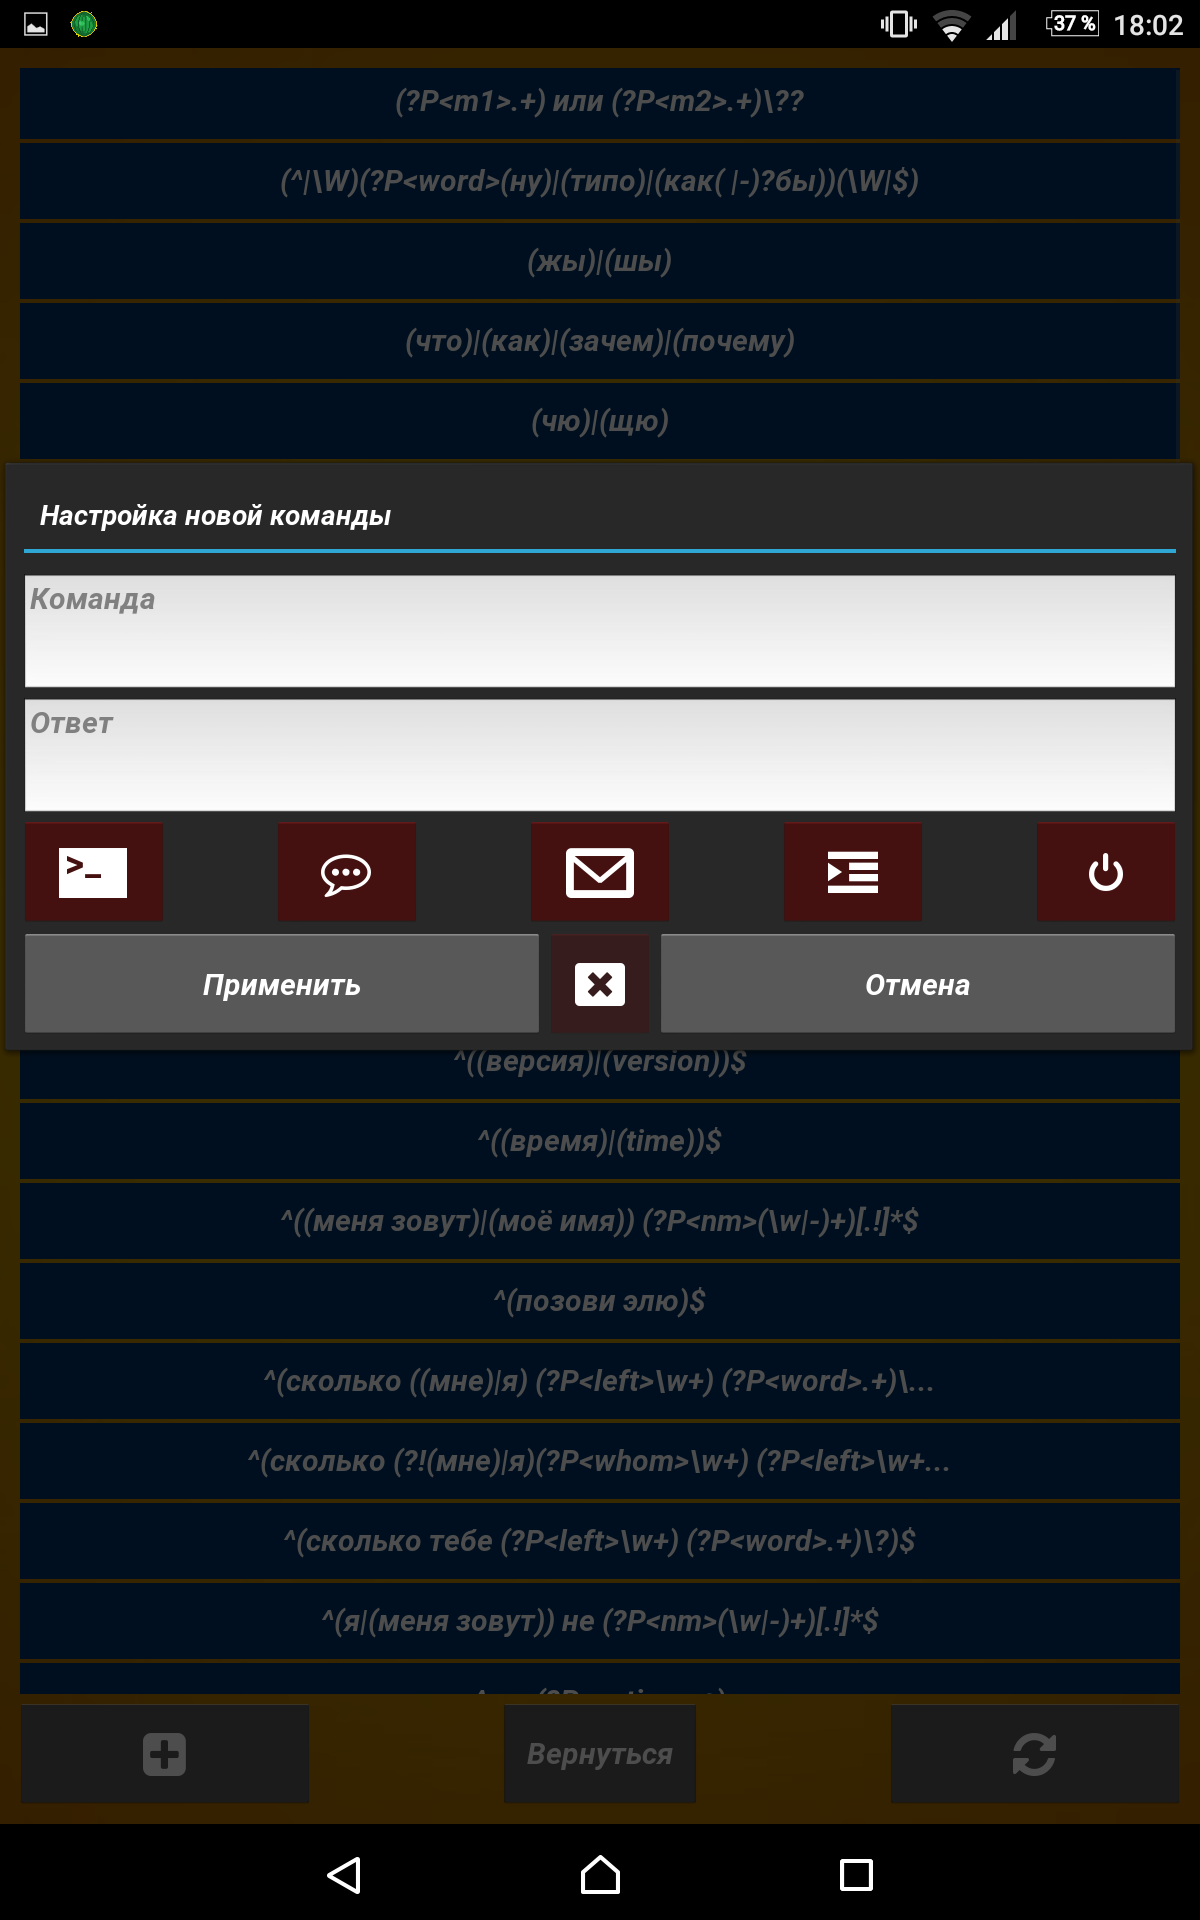 37 % 18:02
(?P<m1>.+) или (?P<m2>.+)\??
(^|\W)(?P<word>(ну)|(типо)|(как( |-)?бы))(\W|$)
(жы)|(шы)
(что)|(как)|(зачем)|(почему)
(чю)|(щю)
Настройка новой команды
Команда
Ответ
>_
Применить
Отмена
^((версия)|(version))$
^((время)|(time))$
^((меня зовут)|(моё имя)) (?P<nm>(\w|-)+)[.!]*$
^(позови элю)$
^(сколько ((мне)|я) (?P<left>\w+) (?P<word>.+)\...
^(сколько (?!(мне)|я)(?P<whom>\w+) (?P<left>\w+...
^(сколько тебе (?P<left>\w+) (?P<word>.+)\?)$
^(я|(меня зовут)) не (?P<nm>(\w|-)+)[.!]*$
Вернуться